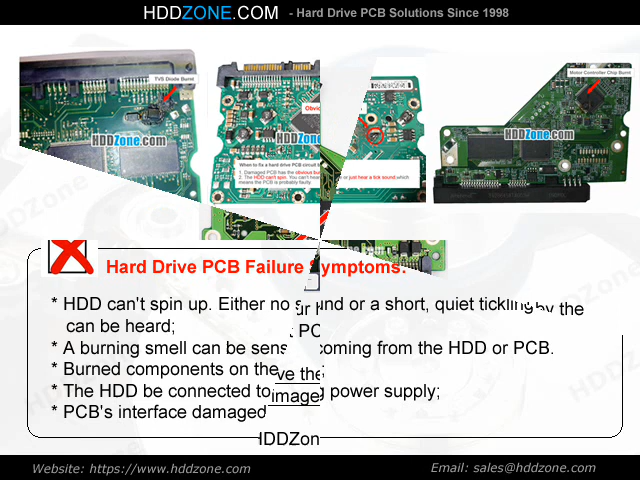 HDDZONE.COM - Hard Drive PCB Solutions Since 1998
TVS Diode Burnt
Motor Controller Chip Burnt
HDDZone.com
HDDZone.com
HDDZone.com
When to fix a hard drive PCB circuit
1. Damaged PCB has the obvious
2. The HDD can't spin. You can't or just hear a tick sound which
means the PCB is probably faulty.
Hard Drive PCB Failure Symptoms:
* HDD can't spin up. Either no or a short, quiet by the
can be heard;
* A burning smell can be coming from the HDD or PCB.
* Burned components on the
* The HDD be connected to power supply;
image
* PCB's interface damaged
Website: https://www.hddzone.com Email: sales@hddzone.com